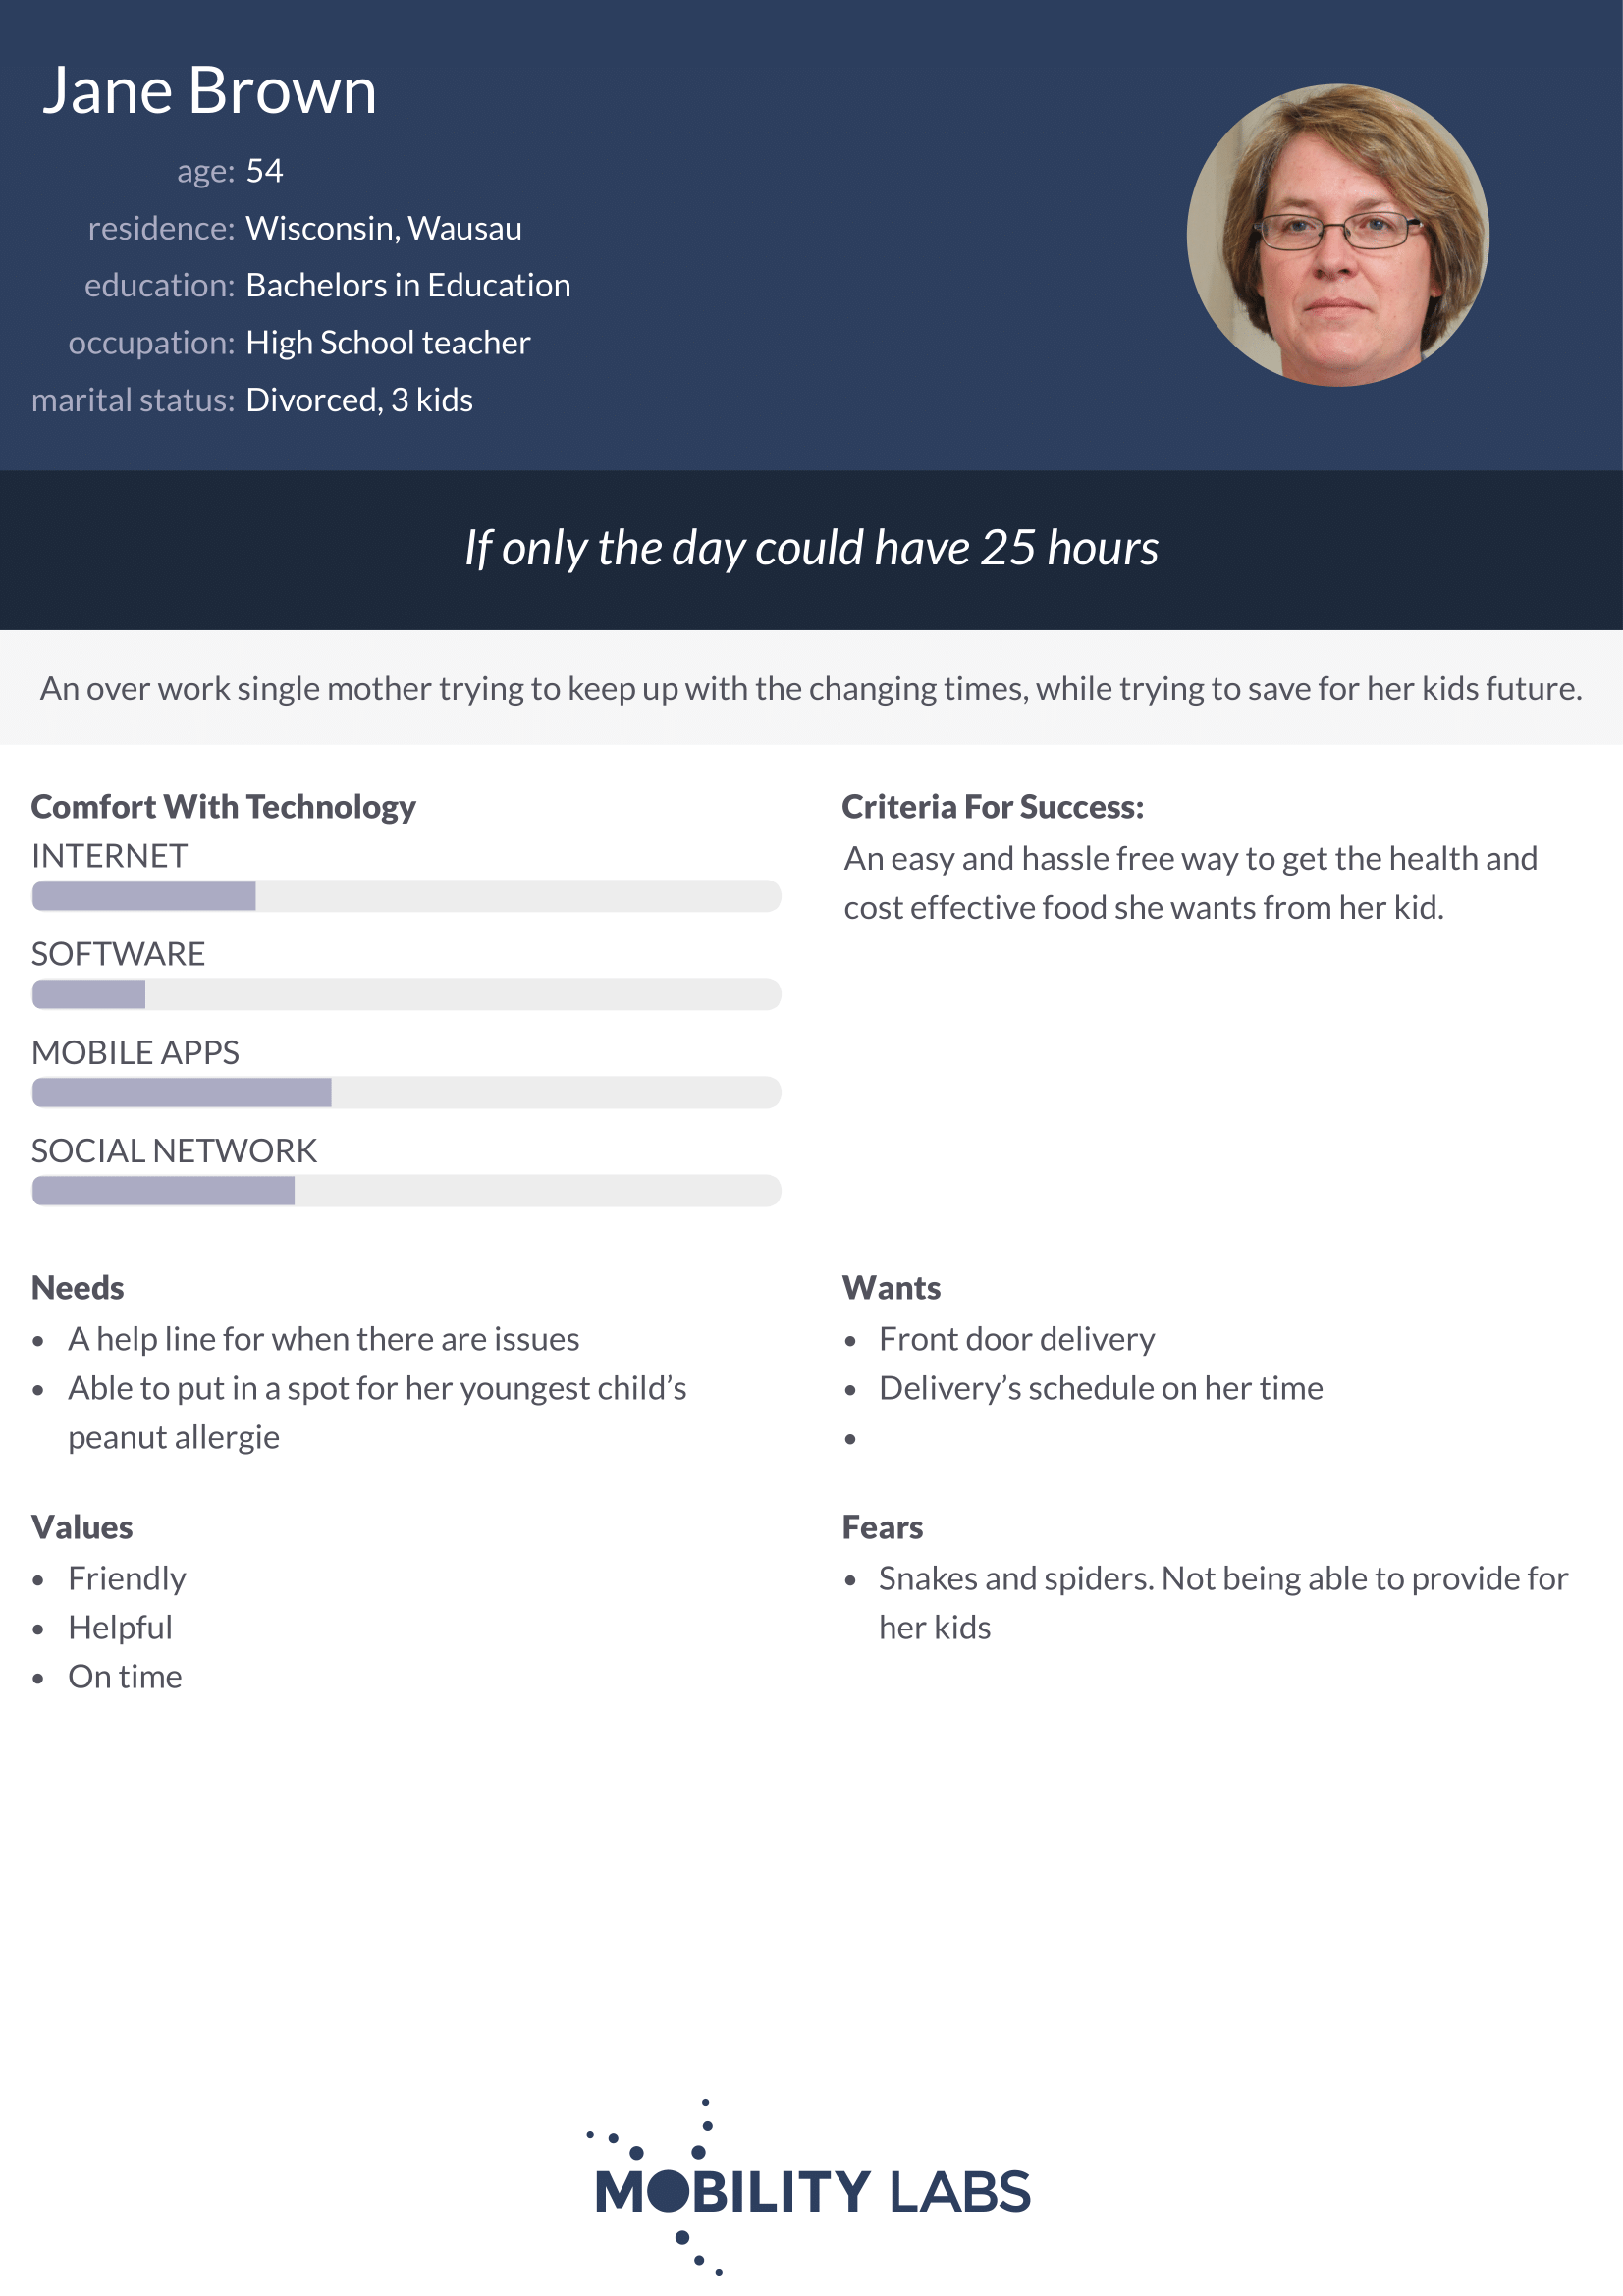 Jane Brown
age: 54
residence: Wisconsin, Wausau
education: Bachelors in Education
occupation: High School teacher
marital status: Divorced, 3 kids
If only the day could have 25 hours
An over work single mother trying to keep up with the changing times, while trying to save for her kids future.
Comfort With Technology
INTERNET
SOFTWARE
MOBILE APPS
SOCIAL NETWORK
Criteria For Success:
An easy and hassle free way to get the health and
cost effective food she wants from her kid.
Needs
• A help line for when there are issues
• Able to put in a spot for her youngest child’s
peanut allergie
Wants
• Front door delivery
• Delivery’s schedule on her time
•
Values
• Friendly
• Helpful
• On time
Fears
• Snakes and spiders. Not being able to provide for
her kids
MOBILITY LABS